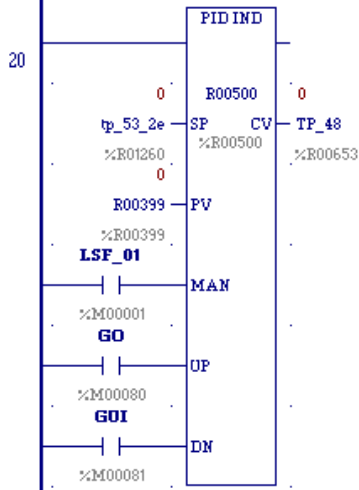 PID IND
20
0 R00500 0
tp_53_2e SP CV TP_48
%R01260 %R00500 %R00653
0
R00399 PV
%R00399
LSF_01
MAN
%M00001
GO
UP
%M00080
GUI
DN
%M00081